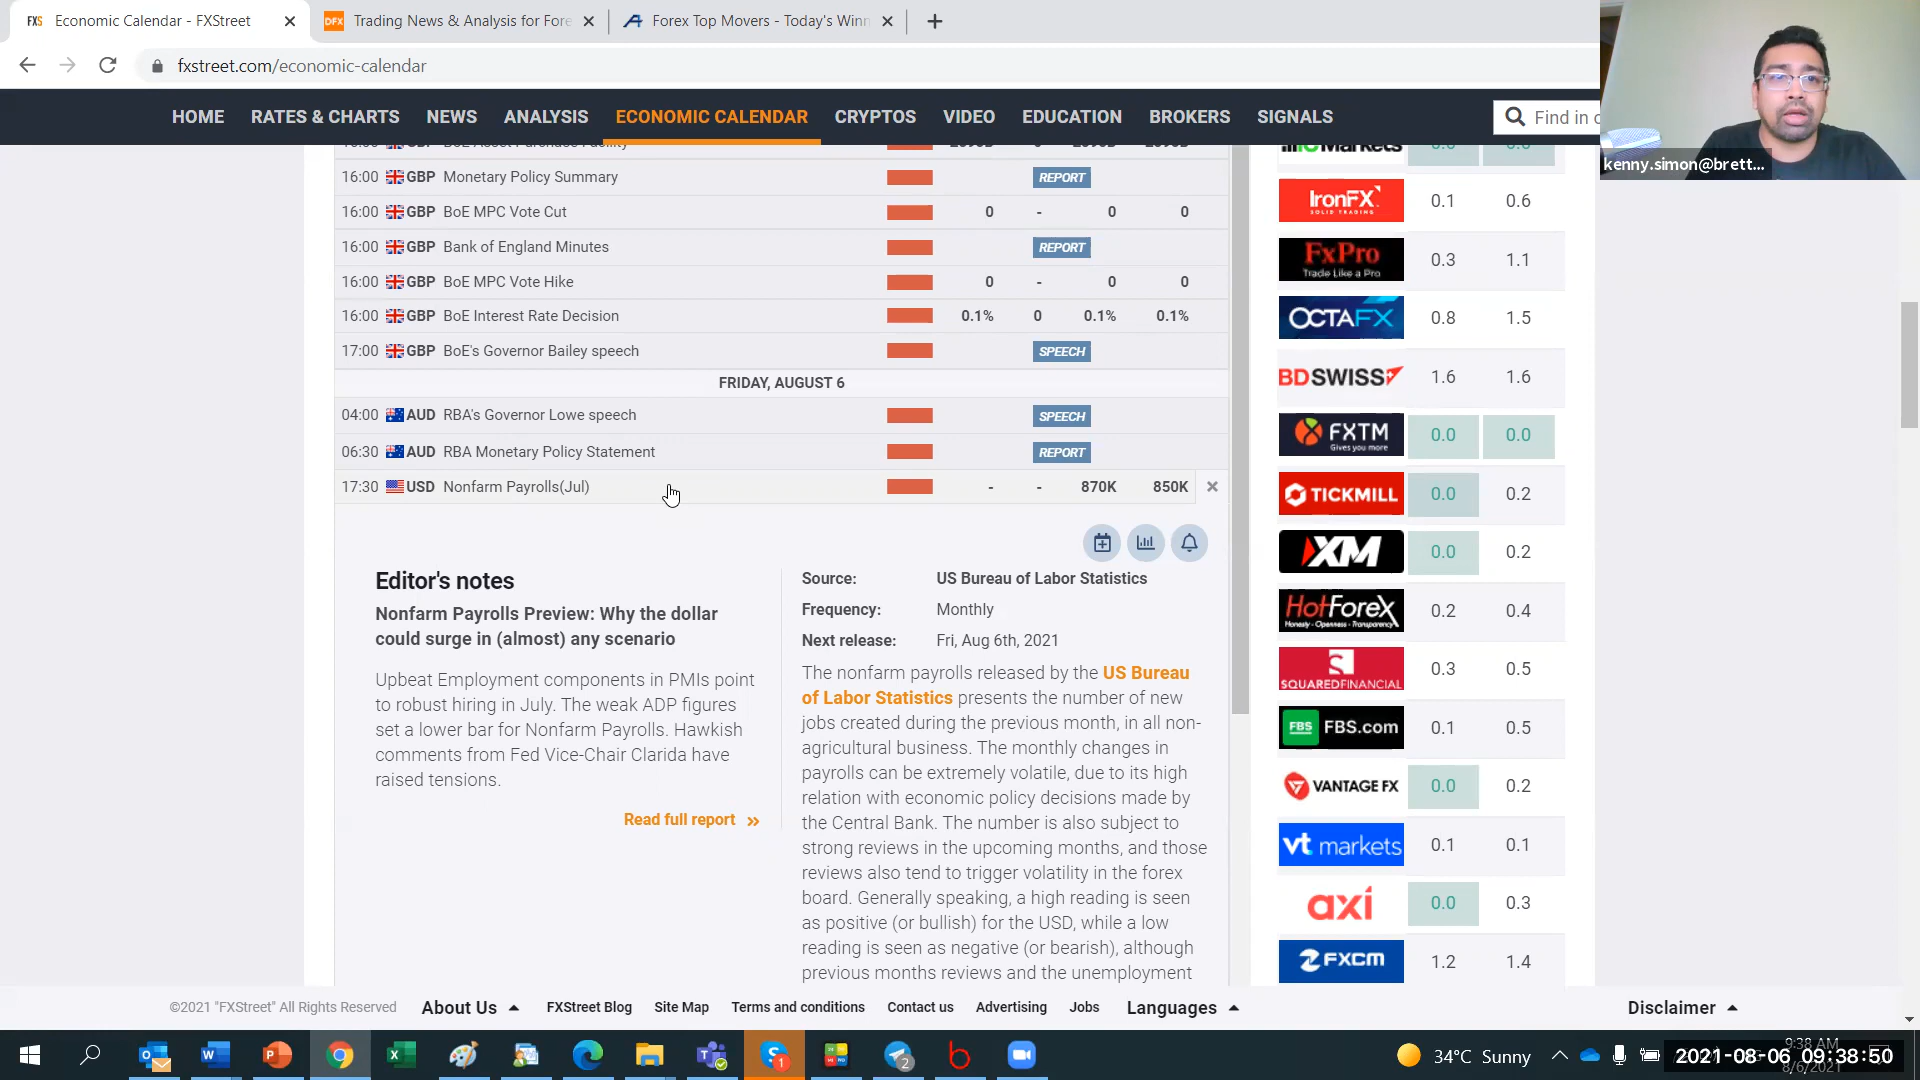 Economic Calendar - FXStreet
DFX Trading News & Analysis for Fore
Forex Top Movers - Today's Winn
fxstreet.com/economic-calendar
HOME RATES & CHARTS NEWS ANALYSIS ECONOMIC CALENDAR CRYPTOS VIDEO EDUCATION BROKERS SIGNALS
Find in
kenny.simon@brett...
16:00 GBP Monetary Policy Summary REPORT
16:00 GBP BoE MPC Vote Cut 0 - 0 0
16:00 GBP Bank of England Minutes REPORT
16:00 GBP BoE MPC Vote Hike 0 - 0 0
16:00 GBP BoE Interest Rate Decision 0.1% 0 0.1% 0.1%
17:00 GBP BoE's Governor Bailey speech SPEECH
FRIDAY, AUGUST 6
04:00 AUD RBA's Governor Lowe speech SPEECH
06:30 AUD RBA Monetary Policy Statement REPORT
17:30 USD Nonfarm Payrolls(Jul) - - 870K 850K
Editor's notes
Nonfarm Payrolls Preview: Why the dollar
could surge in (almost) any scenario
Upbeat Employment components in PMIs point
to robust hiring in July. The weak ADP figures
set a lower bar for Nonfarm Payrolls. Hawkish
comments from Fed Vice-Chair Clarida have
raised tensions.
Read full report »
Source: US Bureau of Labor Statistics
Frequency: Monthly
Next release: Fri, Aug 6th, 2021
The nonfarm payrolls released by the US Bureau
of Labor Statistics presents the number of new
jobs created during the previous month, in all non-
agricultural business. The monthly changes in
payrolls can be extremely volatile, due to its high
relation with economic policy decisions made by
the Central Bank. The number is also subject to
strong reviews in the upcoming months, and those
reviews also tend to trigger volatility in the forex
board. Generally speaking, a high reading is seen
as positive (or bullish) for the USD, while a low
reading is seen as negative (or bearish), although
previous months reviews and the unemployment
IronFX SOLID TRADING 0.1 0.6
FxPro Trade Like a Pro 0.3 1.1
OCTAFX 0.8 1.5
BDSWISS 1.6 1.6
FXTM Gives you more 0.0 0.0
TICKMILL 0.0 0.2
XM 0.0 0.2
HotForex Honesty - Openness - Transparency 0.2 0.4
SQUAREDFINANCIAL 0.3 0.5
FBS FBS.com 0.1 0.5
VANTAGE FX 0.0 0.2
vt markets 0.1 0.1
axi 0.0 0.3
FXCM 1.2 1.4
©2021 "FXStreet" All Rights Reserved About Us FXStreet Blog Site Map Terms and conditions Contact us Advertising Jobs Languages Disclaimer
34°C Sunny
9:38 AM
8/6/2021
2021-08-06 09:38:50